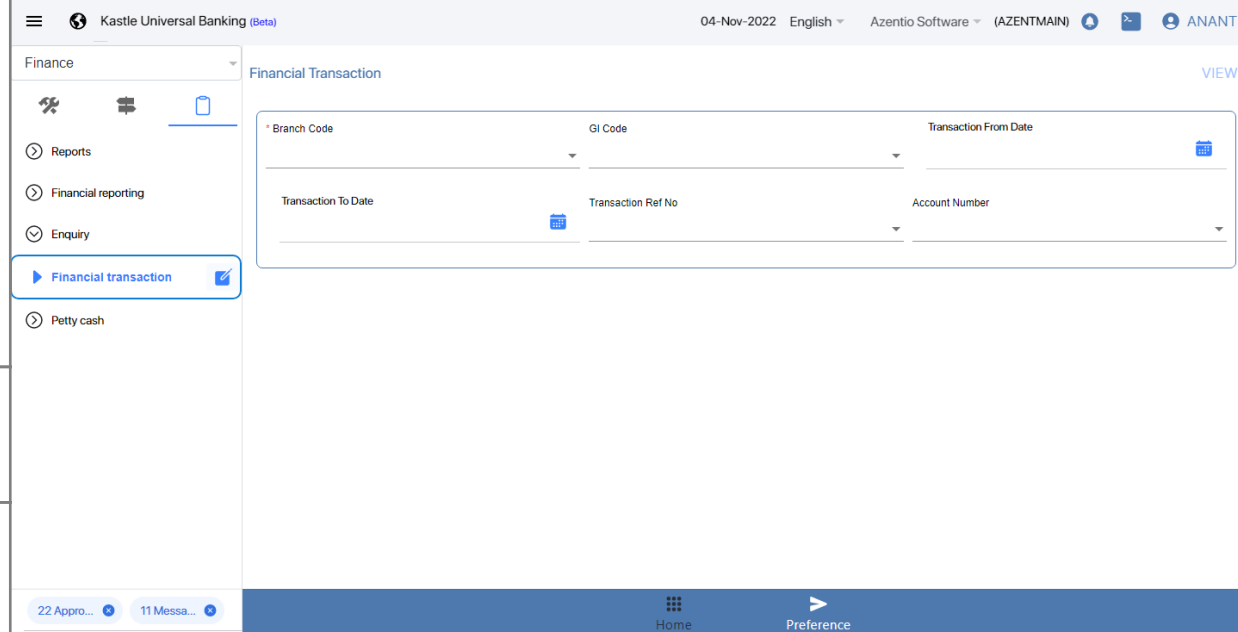 Kastle Universal Banking (Beta)
04-Nov-2022 English Azentio Software (AZENTMAIN) ANANT
Finance
Financial Transaction
VIEW
Reports
Financial reporting
Enquiry
Financial transaction
Petty cash
* Branch Code
GI Code
Transaction From Date
Transaction To Date
Transaction Ref No
Account Number
22 Appro...
11 Messa...
Home
Preference